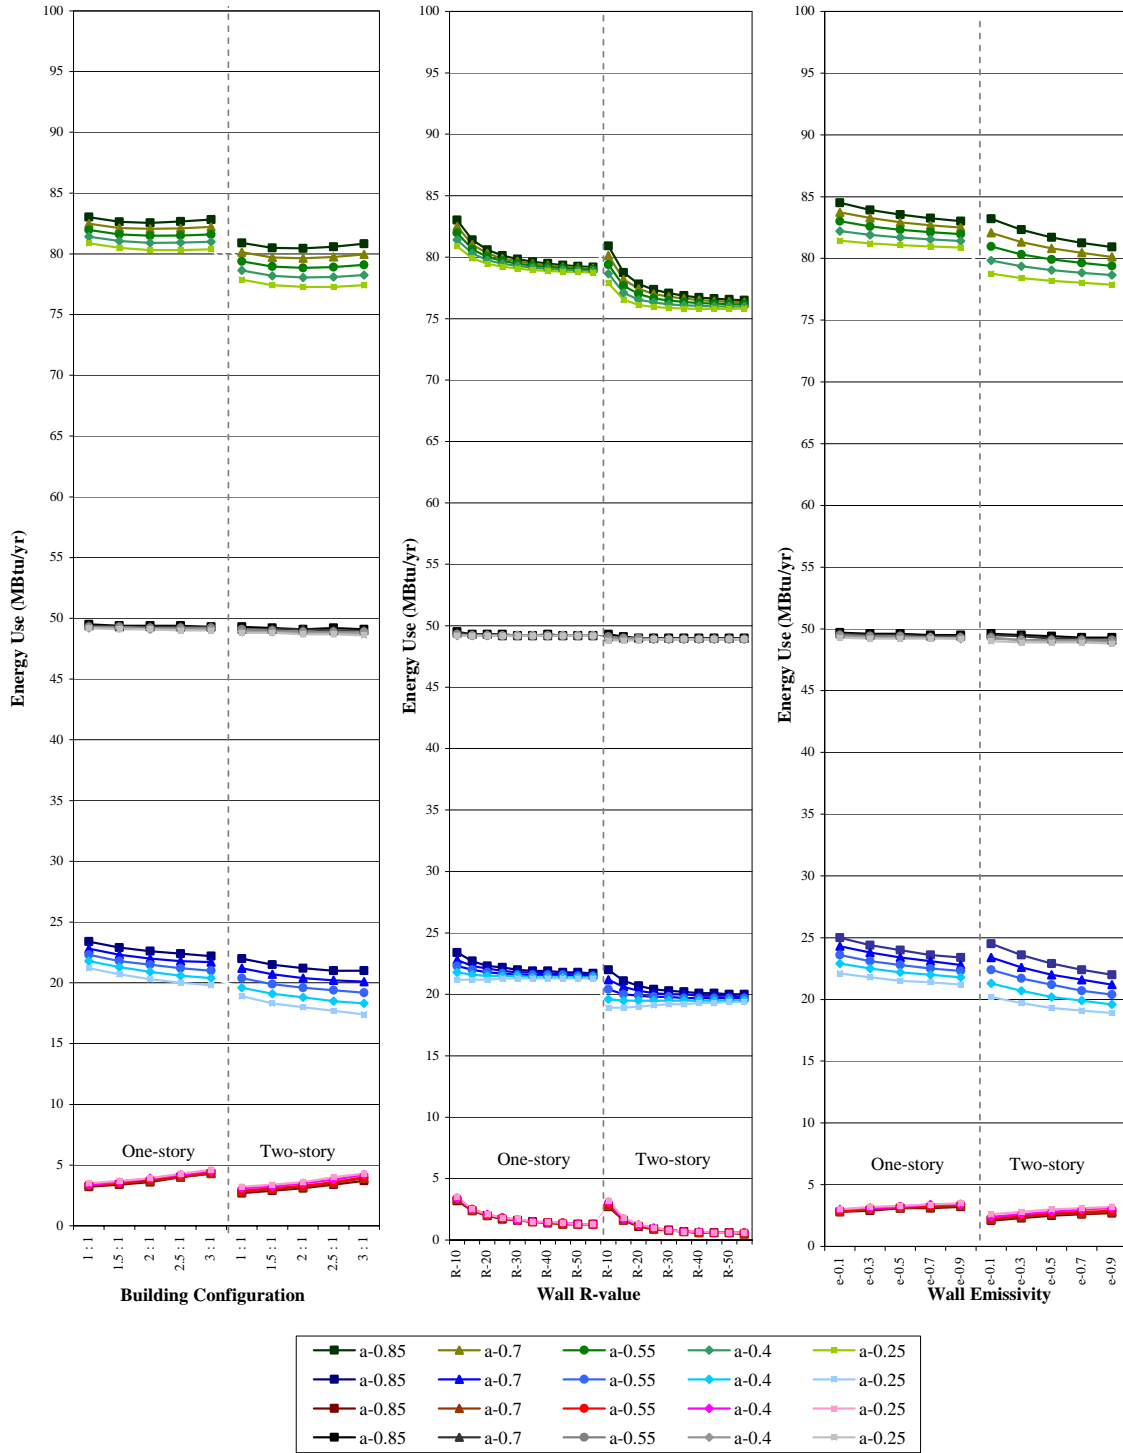 100
95
90
85
80
75
70
65
60
55
50
45
40
35
30
25
20
15
10
5
0
Energy Use (MBtu/yr)
One-story
Two-story
1 : 1
1.5 : 1
2 : 1
2.5 : 1
3 : 1
1 : 1
1.5 : 1
2 : 1
2.5 : 1
3 : 1
Building Configuration
100
95
90
85
80
75
70
65
60
55
50
45
40
35
30
25
20
15
10
5
0
Energy Use (MBtu/yr)
One-story
Two-story
R-10
R-20
R-30
R-40
R-50
R-10
R-20
R-30
R-40
R-50
Wall R-value
100
95
90
85
80
75
70
65
60
55
50
45
40
35
30
25
20
15
10
5
0
Energy Use (MBtu/yr)
One-story
Two-story
e-0.1
e-0.3
e-0.5
e-0.7
e-0.9
e-0.1
e-0.3
e-0.5
e-0.7
e-0.9
Wall Emissivity
a-0.85 a-0.7 a-0.55 a-0.4 a-0.25
a-0.85 a-0.7 a-0.55 a-0.4 a-0.25
a-0.85 a-0.7 a-0.55 a-0.4 a-0.25
a-0.85 a-0.7 a-0.55 a-0.4 a-0.25